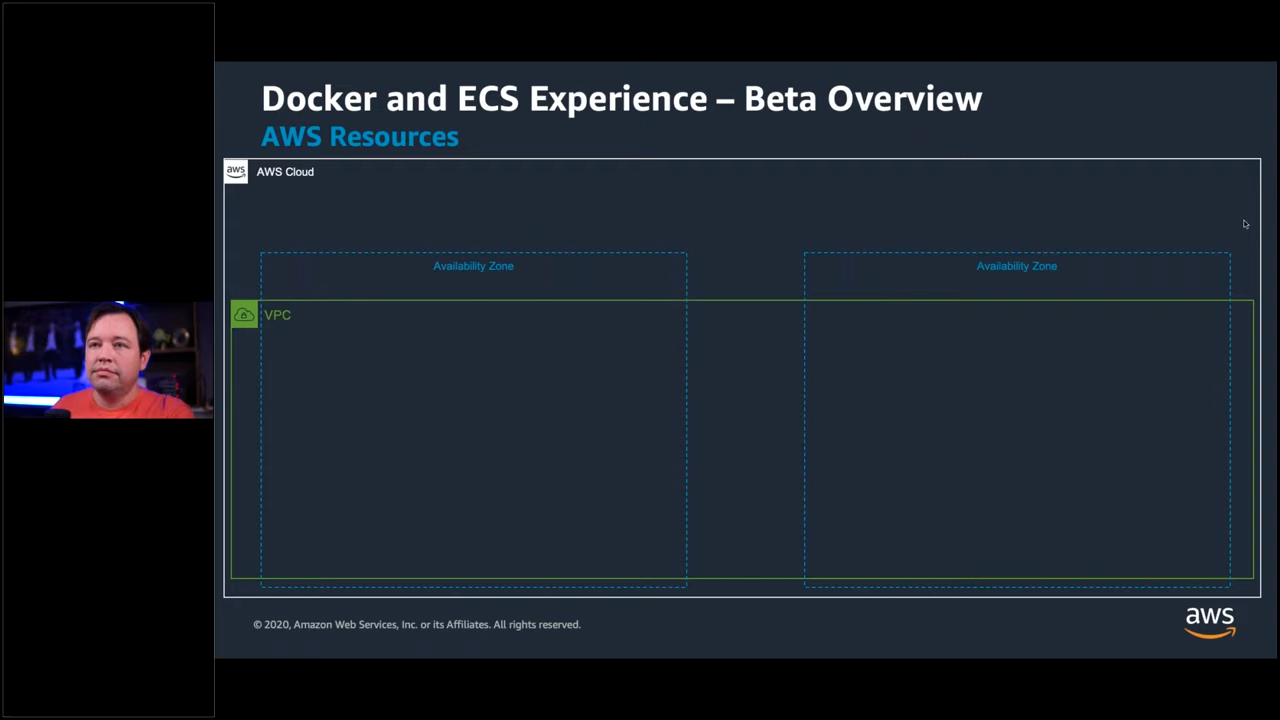 Docker and ECS Experience – Beta Overview
AWS Resources
aws
AWS Cloud
Availability Zone
Availability Zone
VPC
© 2020, Amazon Web Services, Inc. or its Affiliates. All rights reserved.
aws